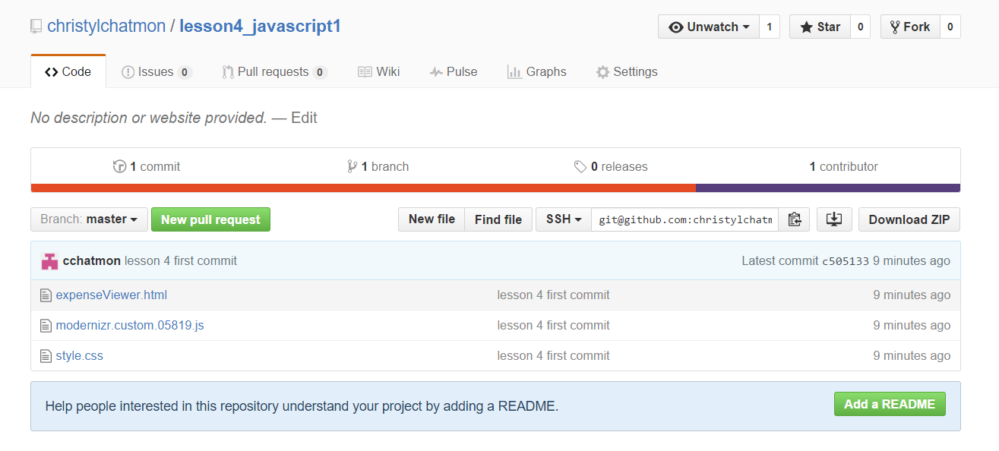 christylchatmon / lesson4_javascript1 Unwatch 1 Star 0 Fork 0
Code Issues 0 Pull requests 0 Wiki Pulse Graphs Settings
No description or website provided. — Edit
1 commit 1 branch 0 releases 1 contributor
Branch: master New pull request New file Find file SSH git@github.com:christylchatm Download ZIP
cchatmon lesson 4 first commit Latest commit c505133 9 minutes ago
expenseViewer.html lesson 4 first commit 9 minutes ago
modernizr.custom.05819.js lesson 4 first commit 9 minutes ago
style.css lesson 4 first commit 9 minutes ago
Help people interested in this repository understand your project by adding a README. Add a README